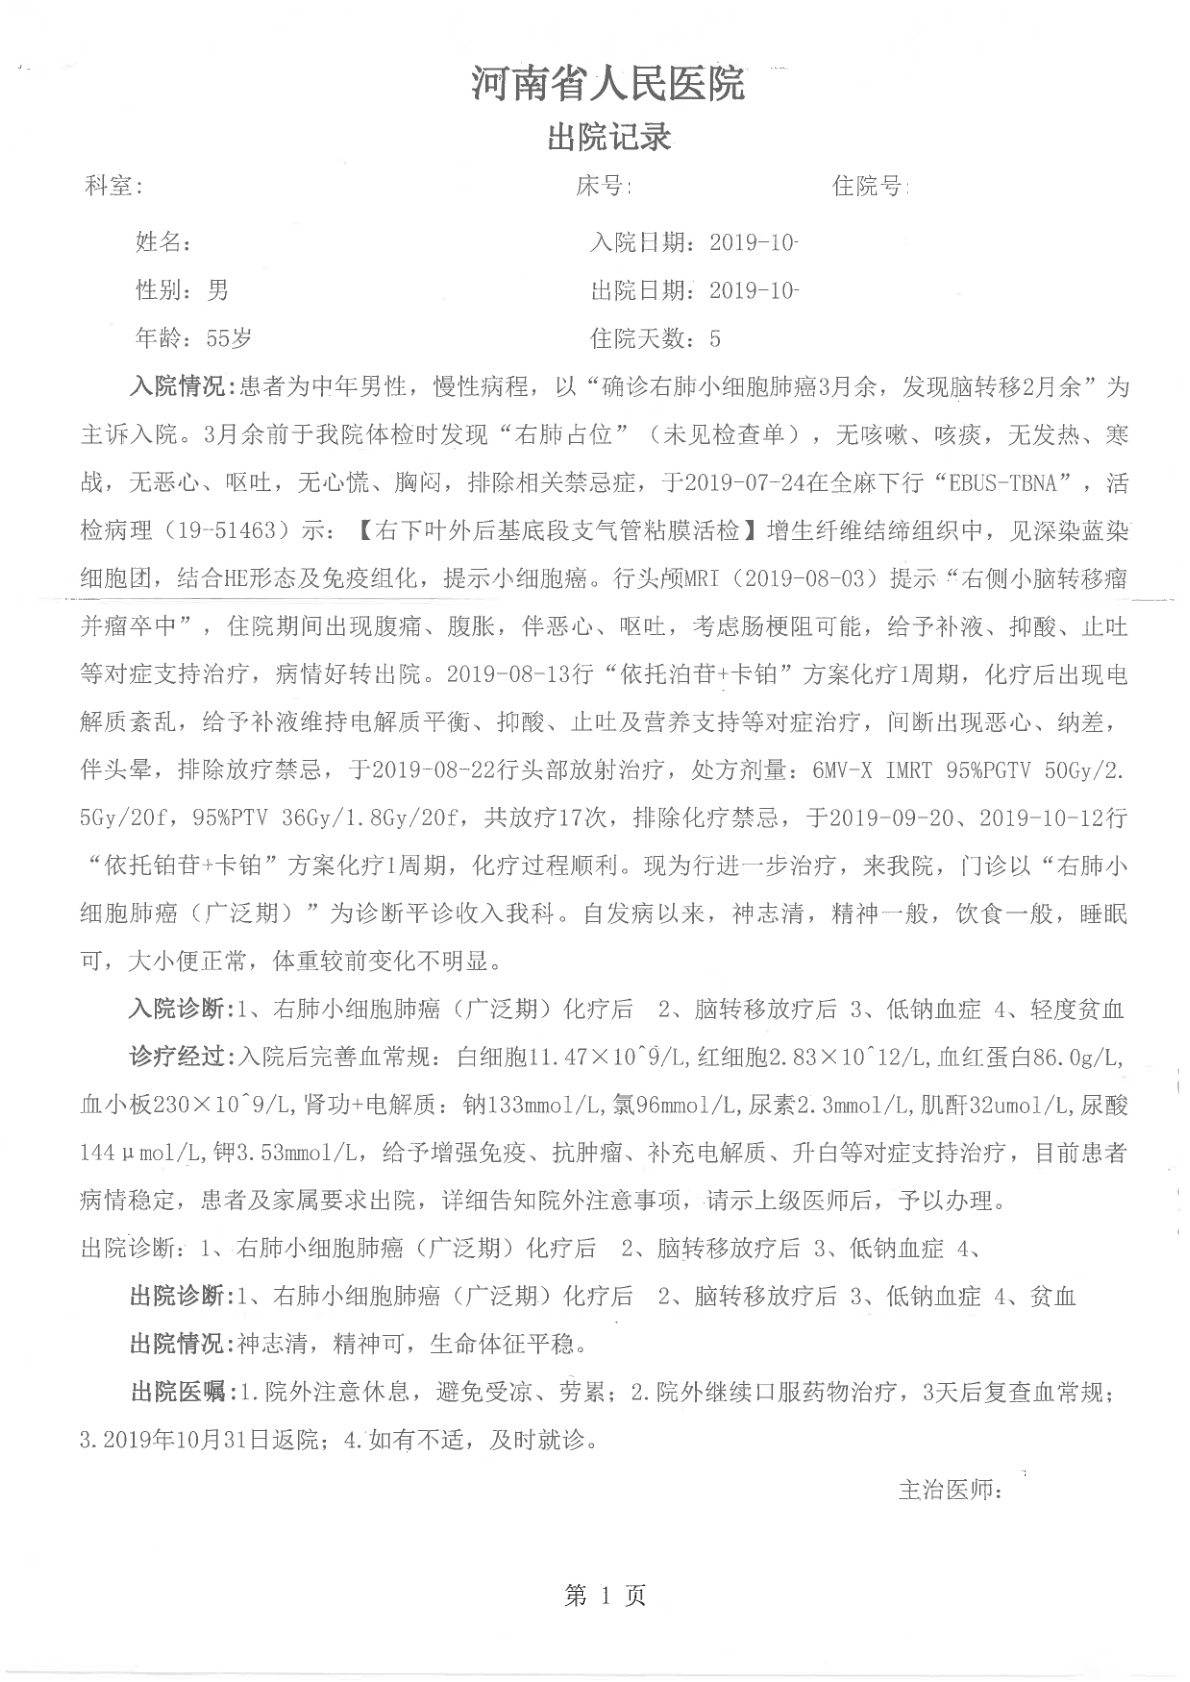 河南省人民医院
出院记录
科室: 床号: 住院号:
姓名: 入院日期: 2019-10-
性别: 男 出院日期: 2019-10-
年龄: 55岁 住院天数: 5
入院情况:患者为中年男性，慢性病程，以“确诊右肺小细胞肺癌3月余，发现脑转移2月余”为
主诉入院。3月余前于我院体检时发现“右肺占位”（未见检查单），无咳嗽、咳痰，无发热、寒
战，无恶心、呕吐，无心慌、胸闷，排除相关禁忌症，于2019-07-24在全麻下行“EBUS-TBNA”，活
检病理（19-51463）示：【右下叶外后基底段支气管粘膜活检】增生纤维结缔组织中，见深染蓝染
细胞团，结合HE形态及免疫组化，提示小细胞癌。行头颅MRI（2019-08-03）提示“右侧小脑转移瘤
并瘤卒中”，住院期间出现腹痛、腹胀，伴恶心、呕吐，考虑肠梗阻可能，给予补液、抑酸、止吐
等对症支持治疗，病情好转出院。2019-08-13行“依托泊苷+卡铂”方案化疗1周期，化疗后出现电
解质紊乱，给予补液维持电解质平衡、抑酸、止吐及营养支持等对症治疗，间断出现恶心、纳差，
伴头晕，排除放疗禁忌，于2019-08-22行头部放射治疗，处方剂量：6MV-X IMRT 95%PGTV 50Gy/2.
5Gy/20f，95%PTV 36Gy/1.8Gy/20f，共放疗17次，排除化疗禁忌，于2019-09-20、2019-10-12行
“依托铂苷+卡铂”方案化疗1周期，化疗过程顺利。现为行进一步治疗，来我院，门诊以“右肺小
细胞肺癌（广泛期）”为诊断平诊收入我科。自发病以来，神志清，精神一般，饮食一般，睡眠
可，大小便正常，体重较前变化不明显。
入院诊断:1、右肺小细胞肺癌（广泛期）化疗后 2、脑转移放疗后 3、低钠血症 4、轻度贫血
诊疗经过:入院后完善血常规：白细胞11.47×10^9/L,红细胞2.83×10^12/L,血红蛋白86.0g/L,
血小板230×10^9/L,肾功+电解质：钠133mmol/L,氯96mmol/L,尿素2.3mmol/L,肌酐32umol/L,尿酸
144μmol/L,钾3.53mmol/L，给予增强免疫、抗肿瘤、补充电解质、升白等对症支持治疗，目前患者
病情稳定，患者及家属要求出院，详细告知院外注意事项，请示上级医师后，予以办理。
出院诊断：1、右肺小细胞肺癌（广泛期）化疗后 2、脑转移放疗后 3、低钠血症 4、
出院诊断:1、右肺小细胞肺癌（广泛期）化疗后 2、脑转移放疗后 3、低钠血症 4、贫血
出院情况:神志清，精神可，生命体征平稳。
出院医嘱:1.院外注意休息，避免受凉、劳累；2.院外继续口服药物治疗，3天后复查血常规；
3.2019年10月31日返院；4.如有不适，及时就诊。
主治医师：
第 1 页